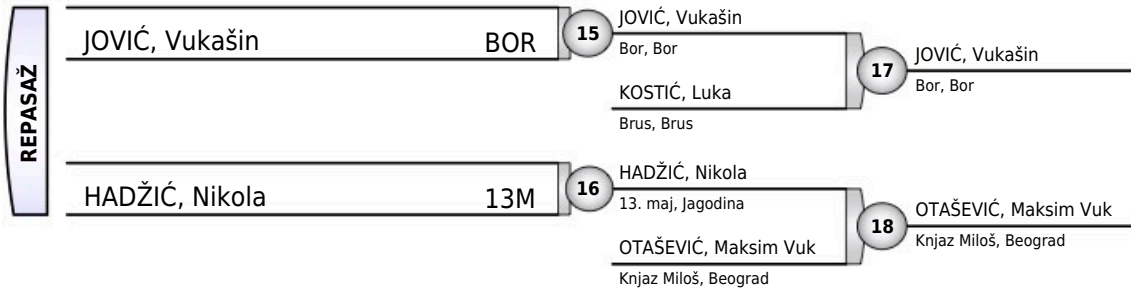 REPASAŽ
JOVIĆ, Vukašin BOR
15
JOVIĆ, Vukašin
Bor, Bor
KOSTIĆ, Luka
Brus, Brus
17
JOVIĆ, Vukašin
Bor, Bor
HADŽIĆ, Nikola 13M
16
HADŽIĆ, Nikola
13. maj, Jagodina
OTAŠEVIĆ, Maksim Vuk
Knjaz Miloš, Beograd
18
OTAŠEVIĆ, Maksim Vuk
Knjaz Miloš, Beograd